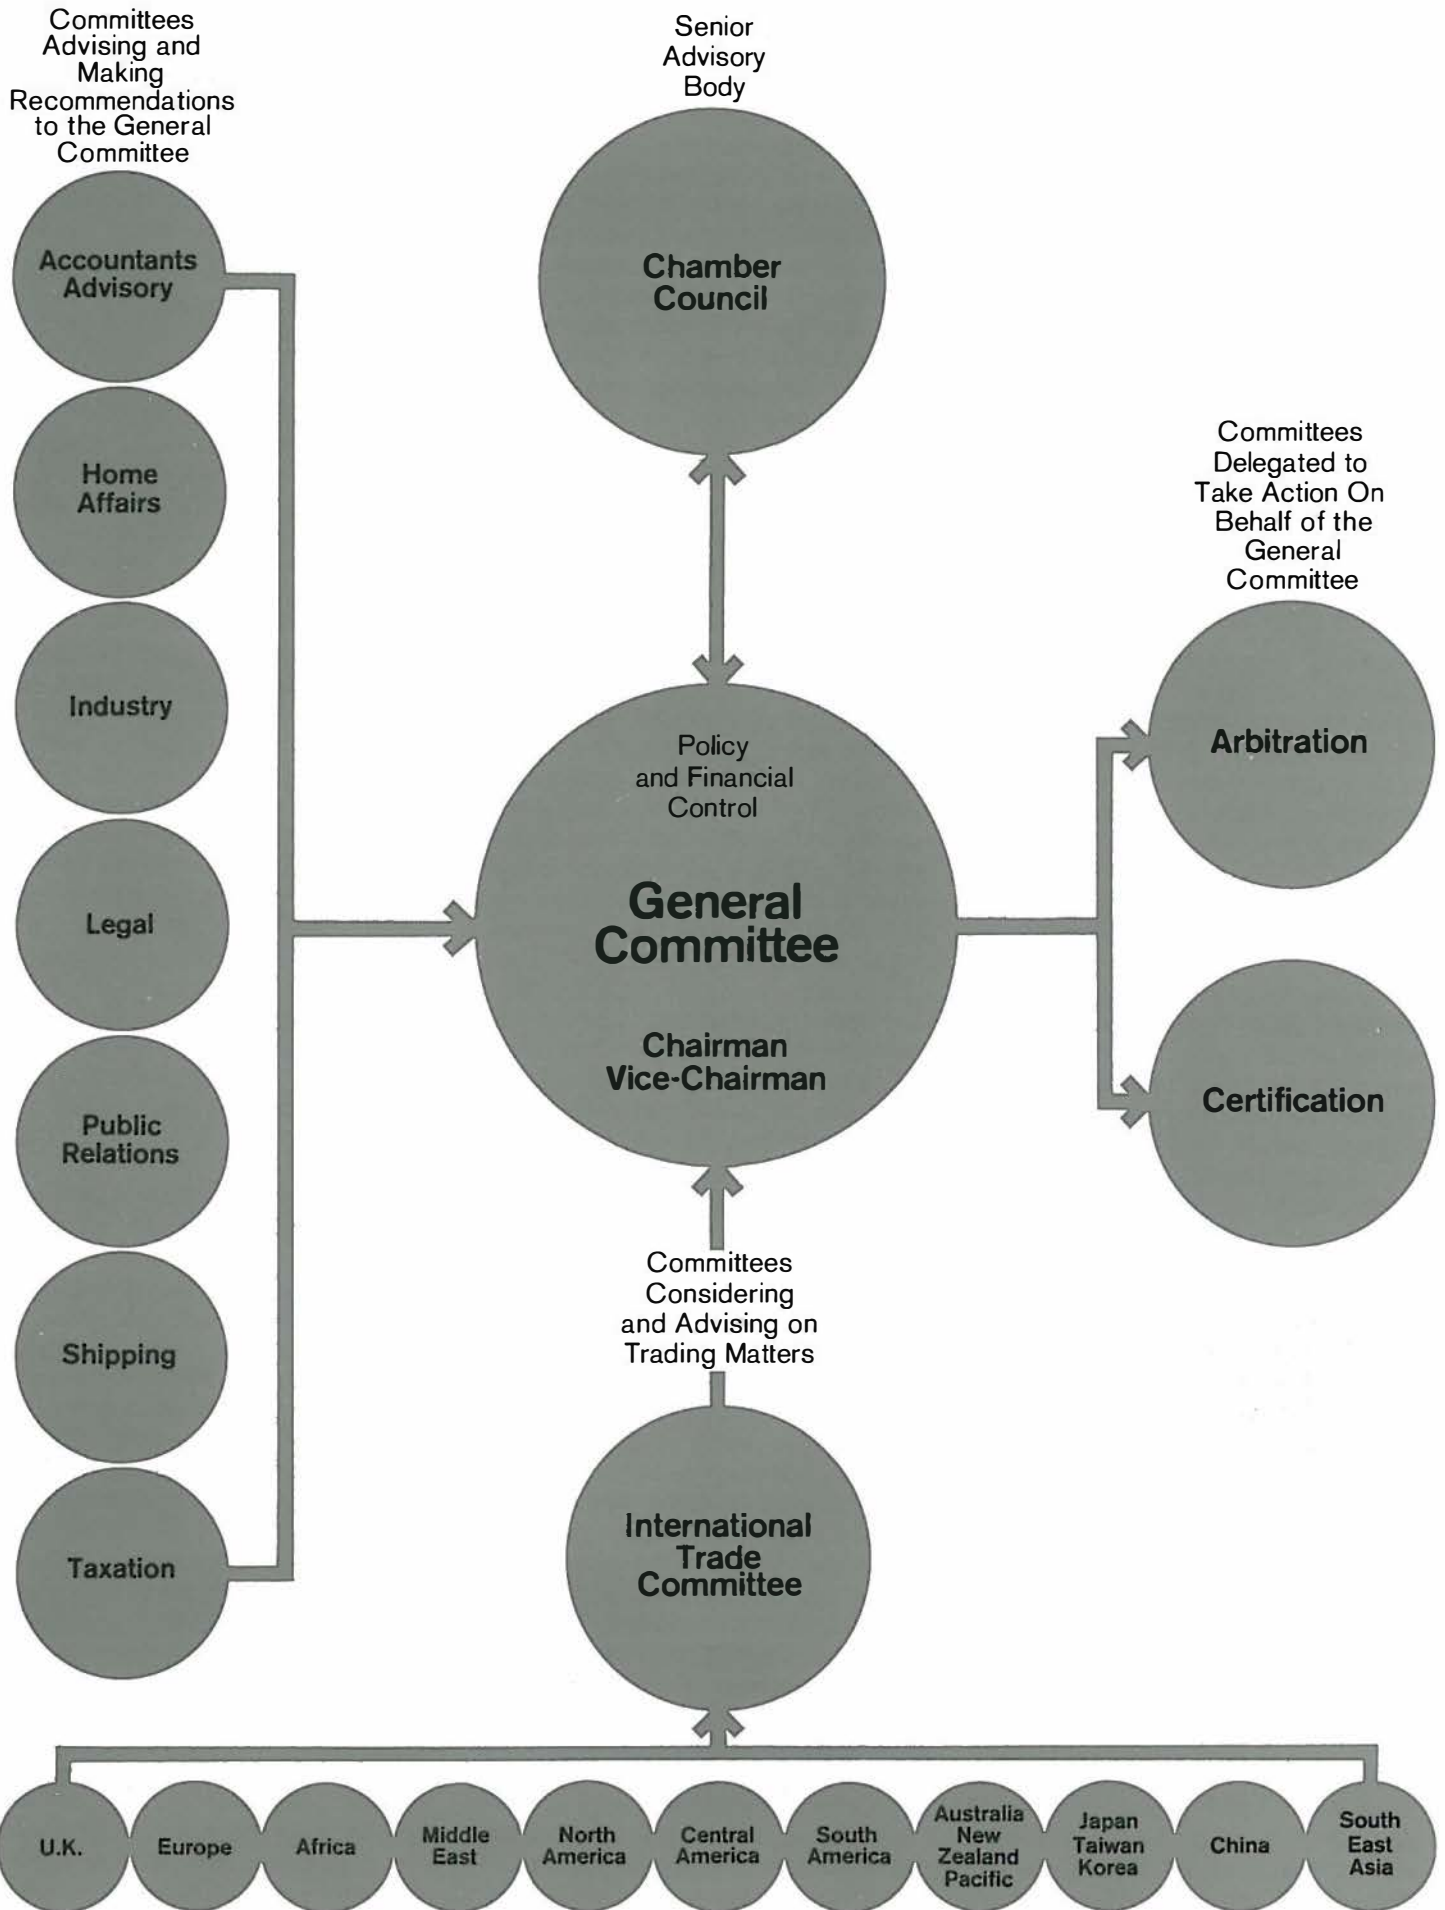 Committees
Advising and
Making
Recommendations
to the General
Committee
Accountants
Advisory
Home
Affairs
Industry
Legal
Public
Relations
Shipping
Taxation
Senior
Advisory
Body
Chamber
Council
Policy
and Financial
Control
General
Committee
Chairman
Vice-Chairman
Committees
Considering
and Advising on
Trading Matters
International
Trade
Committee
Committees
Delegated to
Take Action On
Behalf of the
General
Committee
Arbitration
Certification
U.K.
Europe
Africa
Middle
East
North
America
Central
America
South
America
Australia
New
Zealand
Pacific
Japan
Taiwan
Korea
China
South
East
Asia